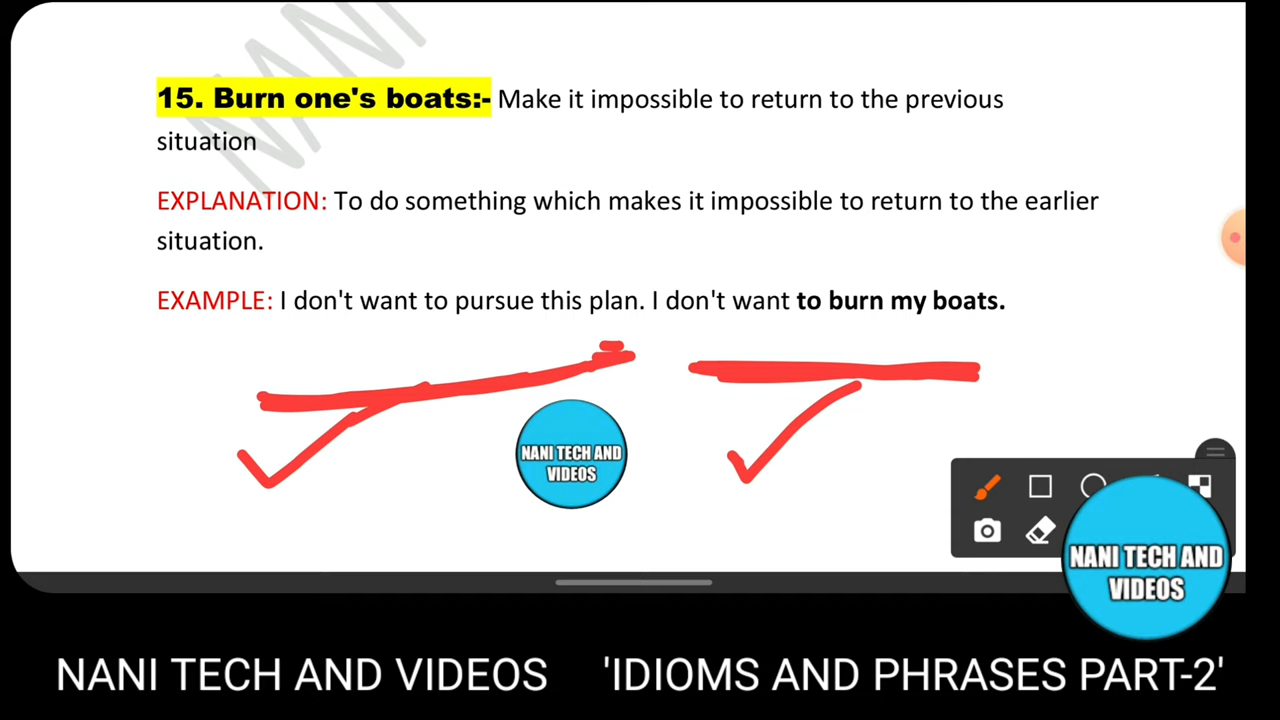 NANI
15. Burn one's boats:- Make it impossible to return to the previous
situation
EXPLANATION: To do something which makes it impossible to return to the earlier
situation.
EXAMPLE: I don't want to pursue this plan. I don't want to burn my boats.
NANI TECH AND
VIDEOS
NANI TECH AND
VIDEOS
NANI TECH AND VIDEOS 'IDIOMS AND PHRASES PART-2'